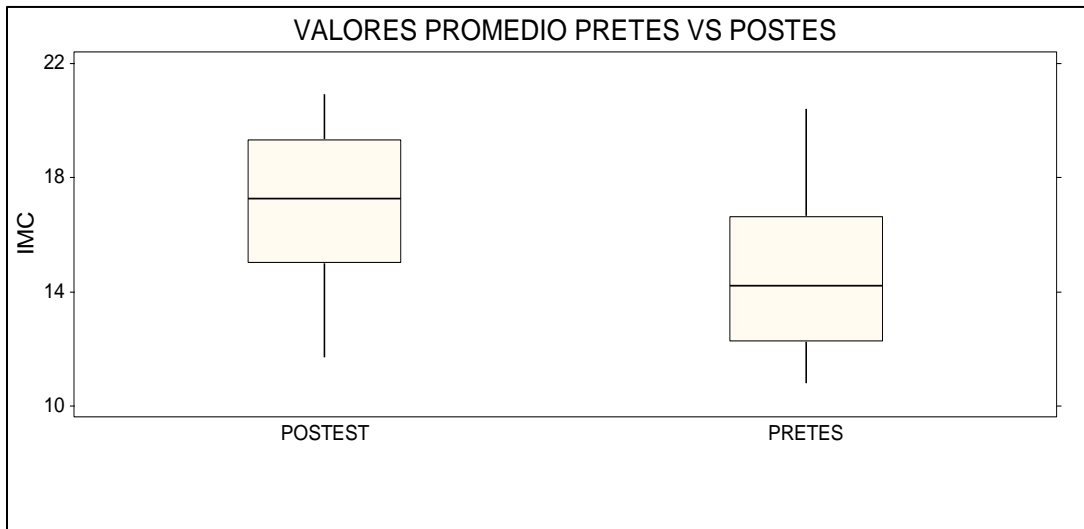 VALORES PROMEDIO PRETES VS POSTES
22
18
14
10
IMC
POSTEST
PRETES